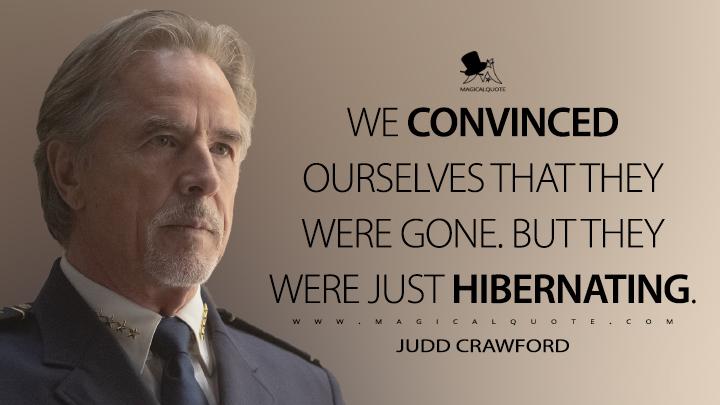 MAGICALQUOTE
WE CONVINCED
OURSELVES THAT THEY
WERE GONE. BUT THEY
WERE JUST HIBERNATING.
WWW.MAGICALQUOTE.COM
JUDD CRAWFORD